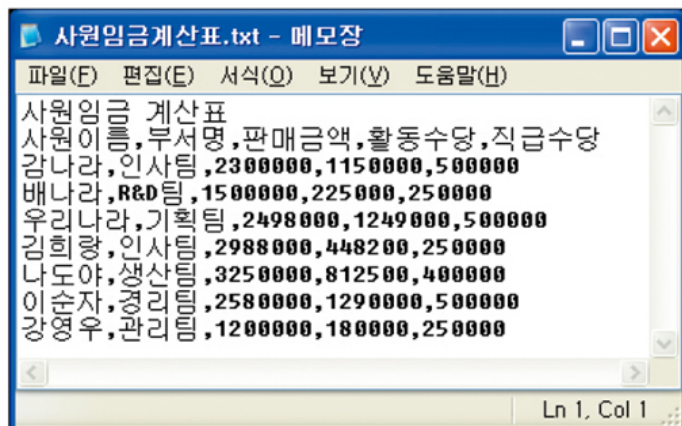 사원임금계산표.txt - 메모장
파일(F) 편집(E) 서식(O) 보기(V) 도움말(H)
사원임금 계산표
사원이름,부서명,판매금액,활동수당,직급수당
감나라,인사팀,2300000,1150000,500000
배나라,R&D팀,1500000,225000,250000
우리나라,기획팀,2498000,1249000,500000
김희랑,인사팀,2988000,448200,250000
나도야,생산팀,3250000,812500,400000
이순자,경리팀,2580000,1290000,500000
강영우,관리팀,1200000,180000,250000
Ln 1, Col 1